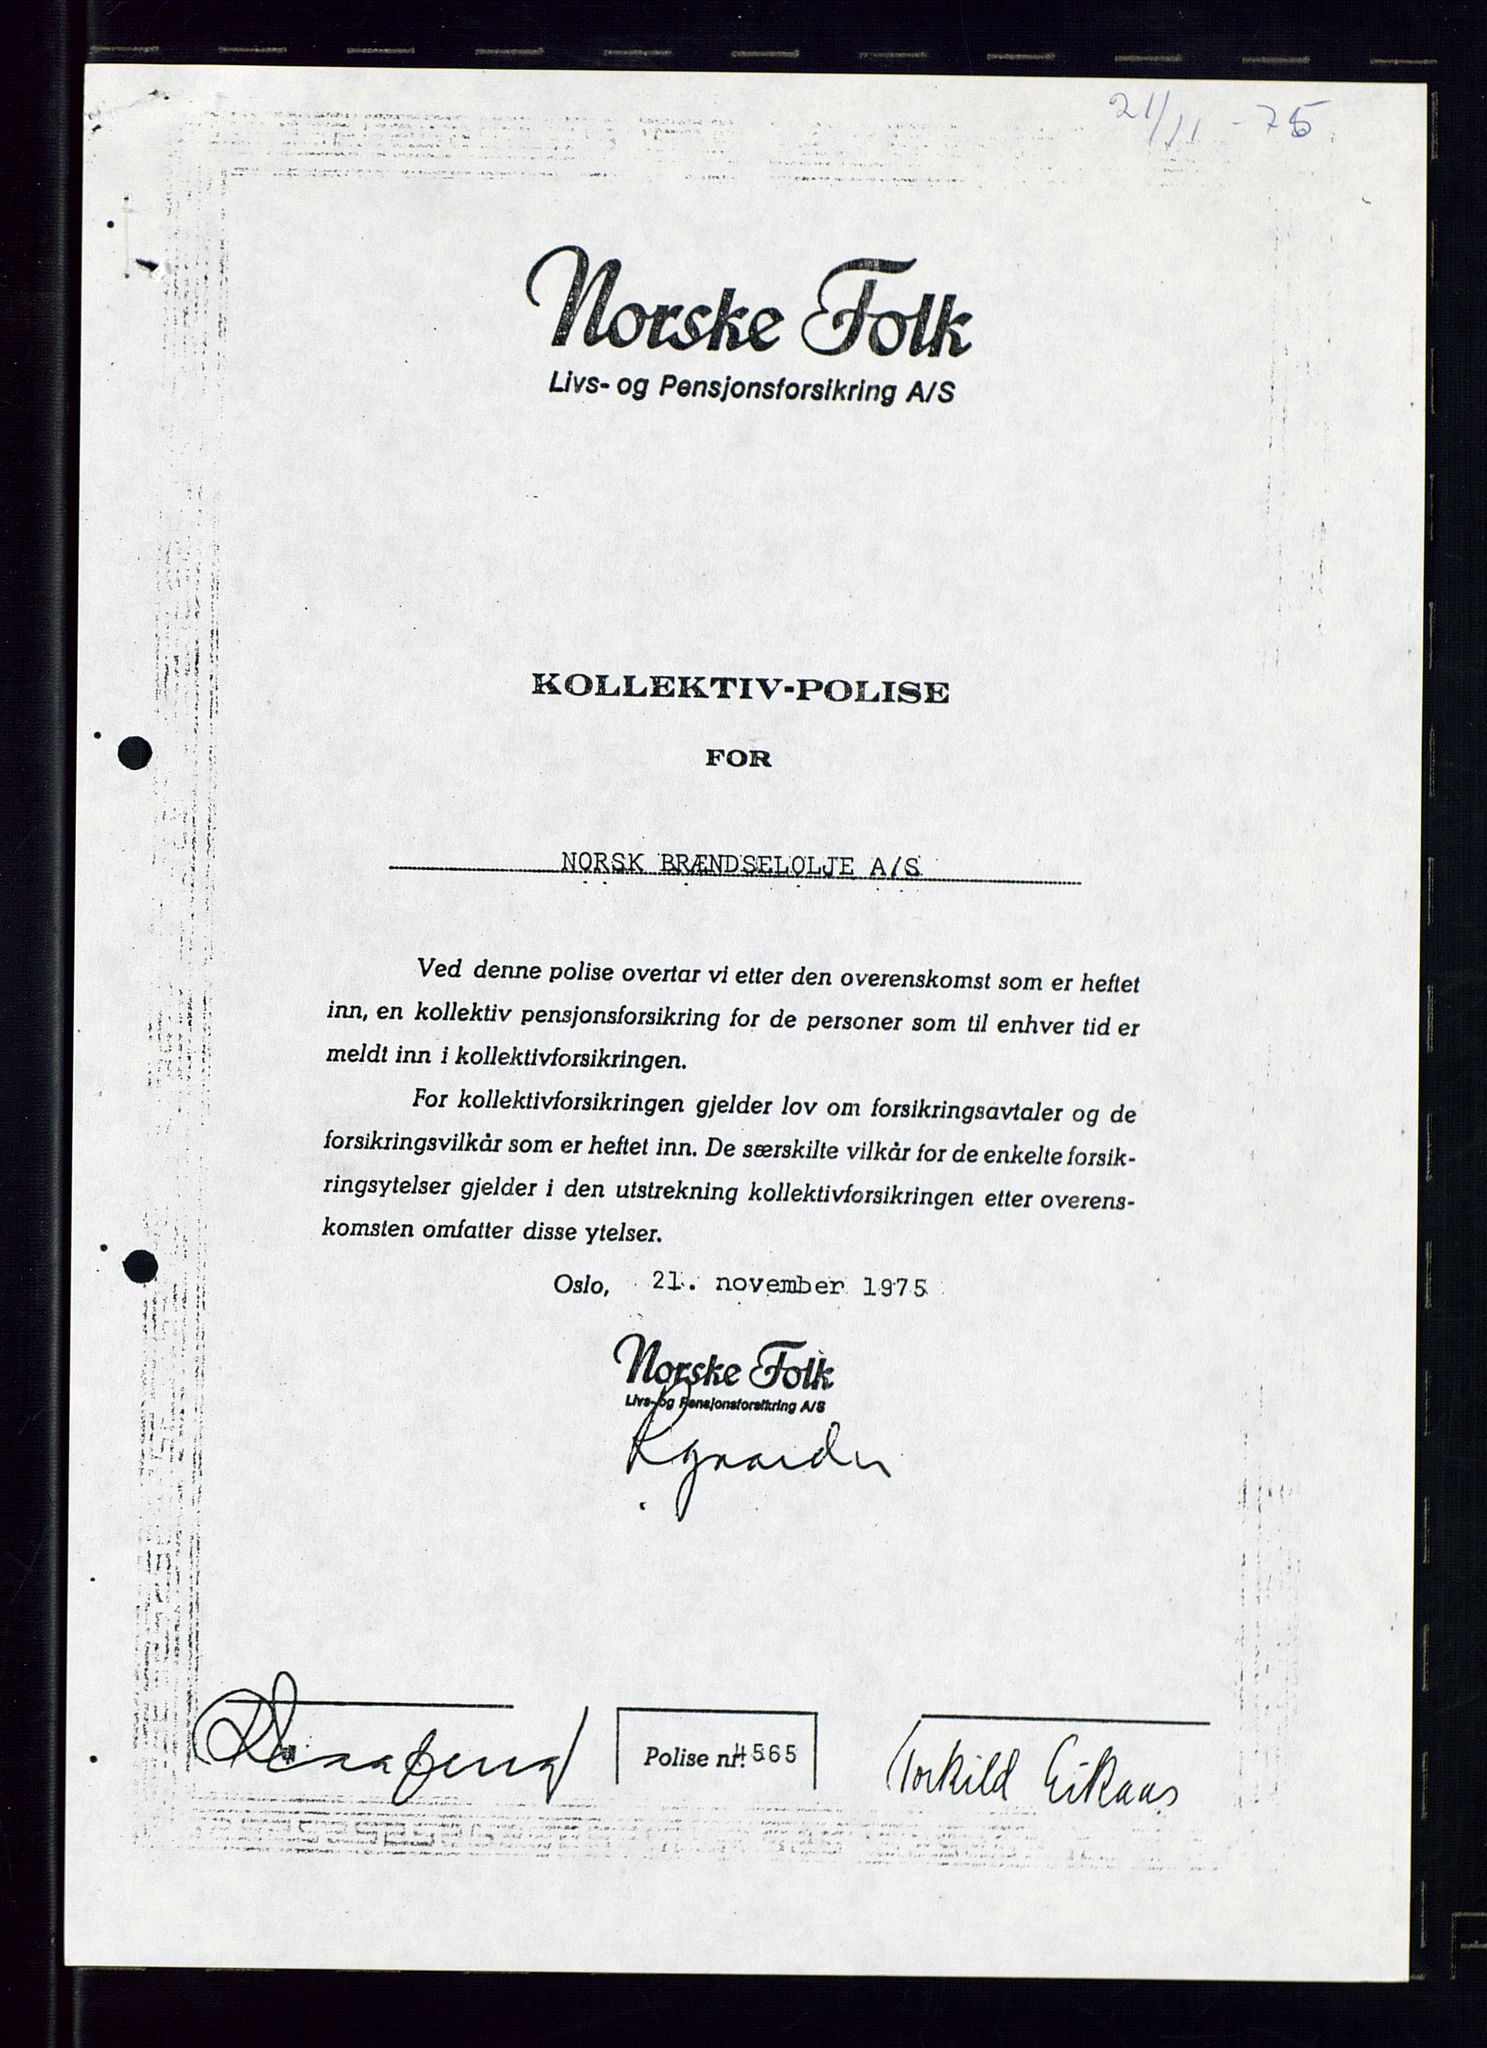 21/11 - 75
Norske Folk
Livs- og Pensjonsforsikring A/S
KOLLEKTIV-POLISE
FOR
NORSK BRÆNDSELOLJE A/S
Ved denne polise overtar vi etter den overenskomst som er heftet
inn, en kollektiv pensjonsforsikring for de personer som til enhver tid er
meldt inn i kollektivforsikringen.
For kollektivforsikringen gjelder lov om forsikringsavtaler og de
forsikringsvilkår som er heftet inn. De særskilte vilkår for de enkelte forsik-
ringsytelser gjelder i den utstrekning kollektivforsikringen etter overens-
komsten omfatter disse ytelser.
Oslo, 21. november 1975
Norske Folk
Livs- og Pensjonsforsikring A/S
Polise nr. 4565
Torkild Eikaas